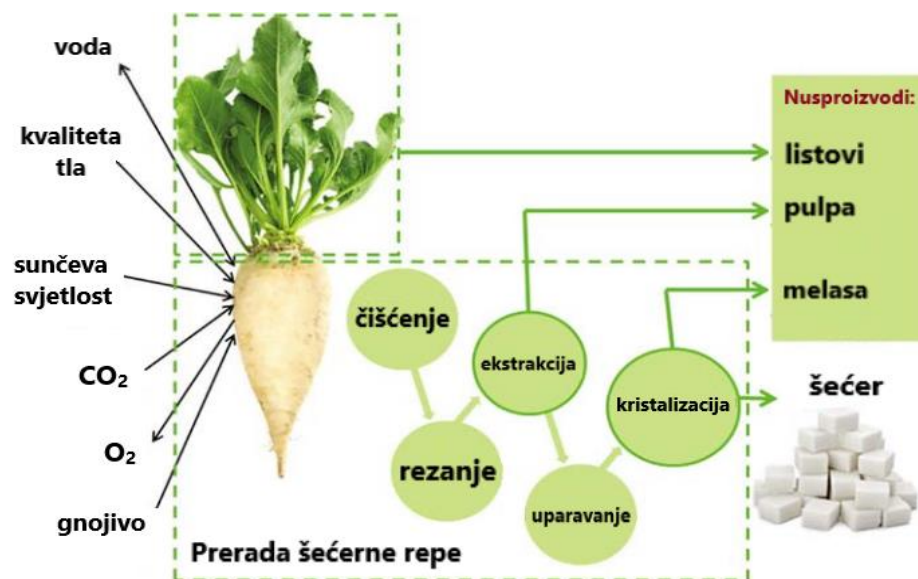 voda
kvaliteta
tla
sunčeva
svjetlost
CO₂
O₂
gnojivo
čišćenje
rezanje
ekstrakcija
uparavanje
kristalizacija
Prerada šećerne repe
Nusproizvodi:
listovi
pulpa
melasa
šećer